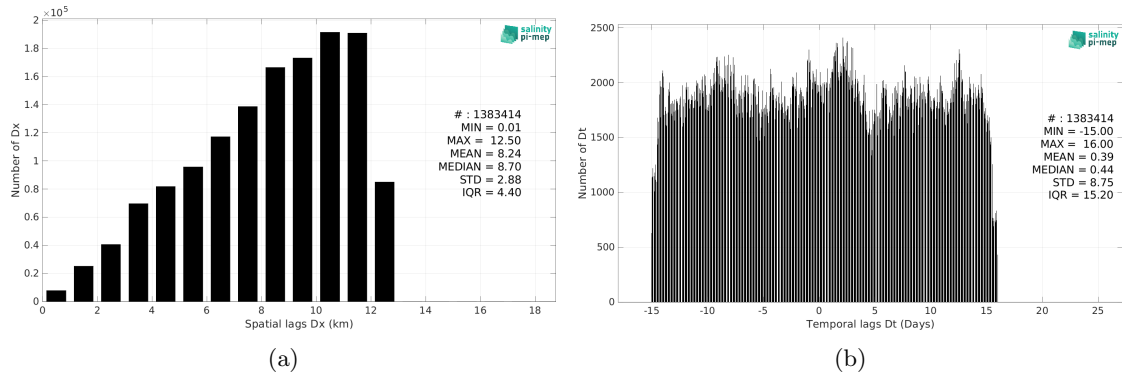 ×10^5
2
1.8
1.6
1.4
1.2
1
0.8
0.6
0.4
0.2
0
Number of Dx
salinity
pi-mep
# : 1383414
MIN = 0.01
MAX = 12.50
MEAN = 8.24
MEDIAN = 8.70
STD = 2.88
IQR = 4.40
0 2 4 6 8 10 12 14 16 18
Spatial lags Dx (km)
(a)
2500
2000
1500
1000
500
0
Number of Dt
salinity
pi-mep
# : 1383414
MIN = -15.00
MAX = 16.00
MEAN = 0.39
MEDIAN = 0.44
STD = 8.75
IQR = 15.20
-15 -10 -5 0 5 10 15 20 25
Temporal lags Dt (Days)
(b)